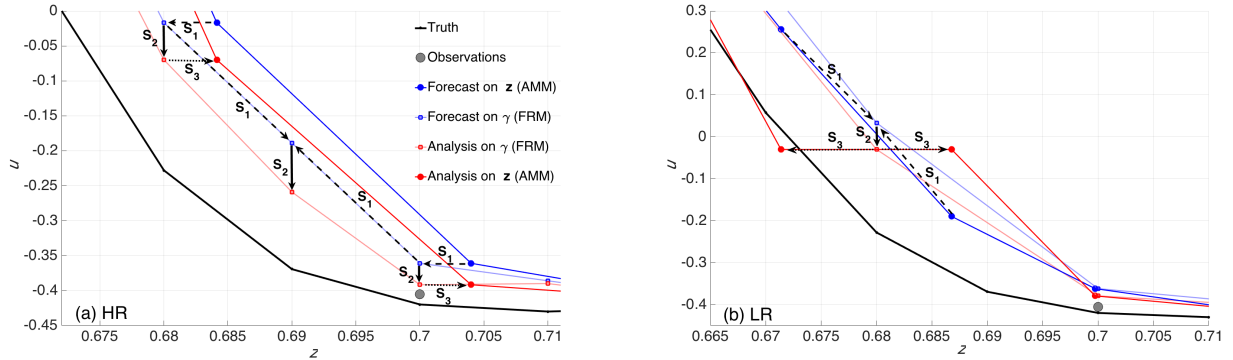 0
-0.05
-0.1
-0.15
-0.2
-0.25
-0.3
-0.35
-0.4
-0.45
u
0.675
0.68
0.685
0.69
0.695
0.7
0.705
0.71
z
(a) HR
S1
S2
S3
S1
S2
S1
S1
S2
S3
Truth
Observations
Forecast on z (AMM)
Forecast on γ (FRM)
Analysis on γ (FRM)
Analysis on z (AMM)
0.3
0.2
0.1
0
-0.1
-0.2
-0.3
-0.4
u
0.665
0.67
0.675
0.68
0.685
0.69
0.695
0.7
0.705
0.71
z
(b) LR
S1
S2
S3
S3
S1